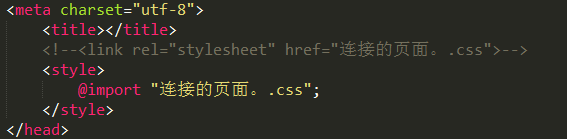 <meta charset="utf-8">
<title></title>
<!--<link rel="stylesheet" href="连接的页面。.css">-->
<style>
@import "连接的页面。.css";
</style>
</head>